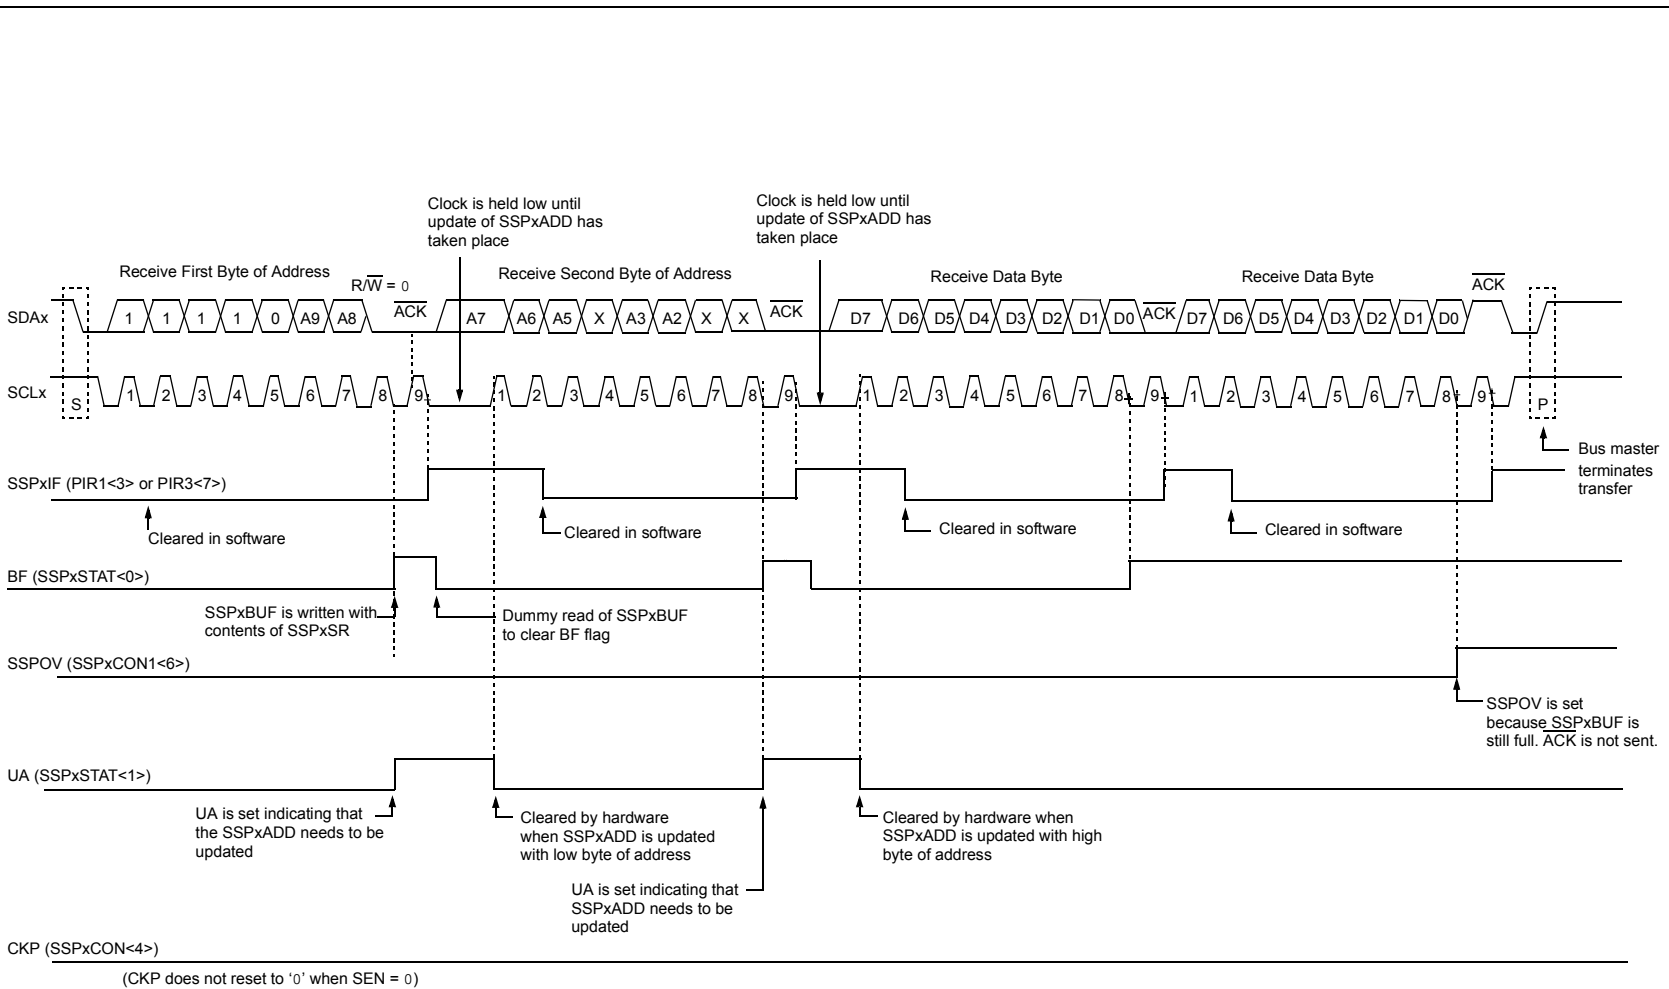 Clock is held low until
update of SSPxADD has
taken place
Clock is held low until
update of SSPxADD has
taken place
Receive First Byte of Address
R/W = 0
ACK
Receive Second Byte of Address
ACK
Receive Data Byte
ACK
Receive Data Byte
ACK
SDAx
1 1 1 1 0 A9 A8 A7 A6 A5 X A3 A2 X X D7 D6 D5 D4 D3 D2 D1 D0 D7 D6 D5 D4 D3 D2 D1 D0
SCLx
S 1 2 3 4 5 6 7 8 9 1 2 3 4 5 6 7 8 9 1 2 3 4 5 6 7 8 9 1 2 3 4 5 6 7 8 9 P
Bus master
terminates
transfer
SSPxIF (PIR1<3> or PIR3<7>)
Cleared in software
Cleared in software
Cleared in software
Cleared in software
BF (SSPxSTAT<0>)
SSPxBUF is written with
contents of SSPxSR
Dummy read of SSPxBUF
to clear BF flag
SSPOV (SSPxCON1<6>)
SSPOV is set
because SSPxBUF is
still full. ACK is not sent.
UA (SSPxSTAT<1>)
UA is set indicating that
the SSPxADD needs to be
updated
Cleared by hardware
when SSPxADD is updated
with low byte of address
UA is set indicating that
SSPxADD needs to be
updated
Cleared by hardware when
SSPxADD is updated with high
byte of address
CKP (SSPxCON<4>)
(CKP does not reset to ‘0’ when SEN = 0)